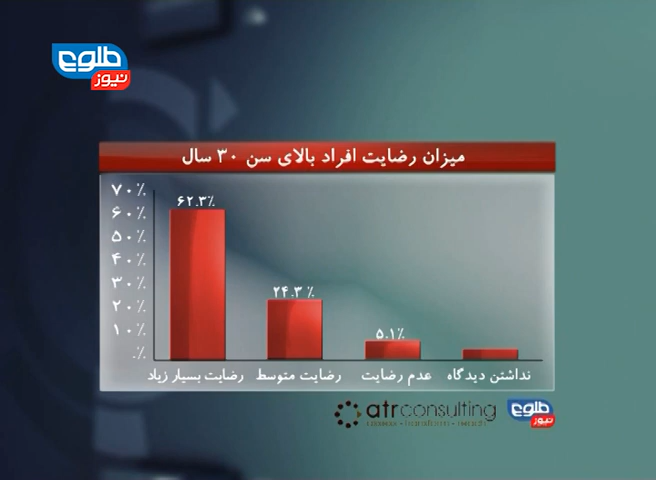 طلوع
نیوز
میزان رضایت افراد بالای سن ۳۰ سال
۷۰٪
۶۰٪
۵۰٪
۴۰٪
۳۰٪
۲۰٪
۱۰٪
۰٪
۶۲.۳٪
۲۴.۳ ٪
۵.۱٪
رضایت بسیار زیاد
رضایت متوسط
عدم رضایت
نداشتن دیدگاه
atrconsulting
طلوع
نیوز